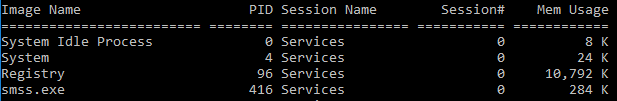 Image Name                     PID Session Name        Session#    Mem Usage
========================= ======== ================ =========== ============
System Idle Process              0 Services                   0          8 K
System                           4 Services                   0         24 K
Registry                        96 Services                   0     10,792 K
smss.exe                       416 Services                   0        284 K